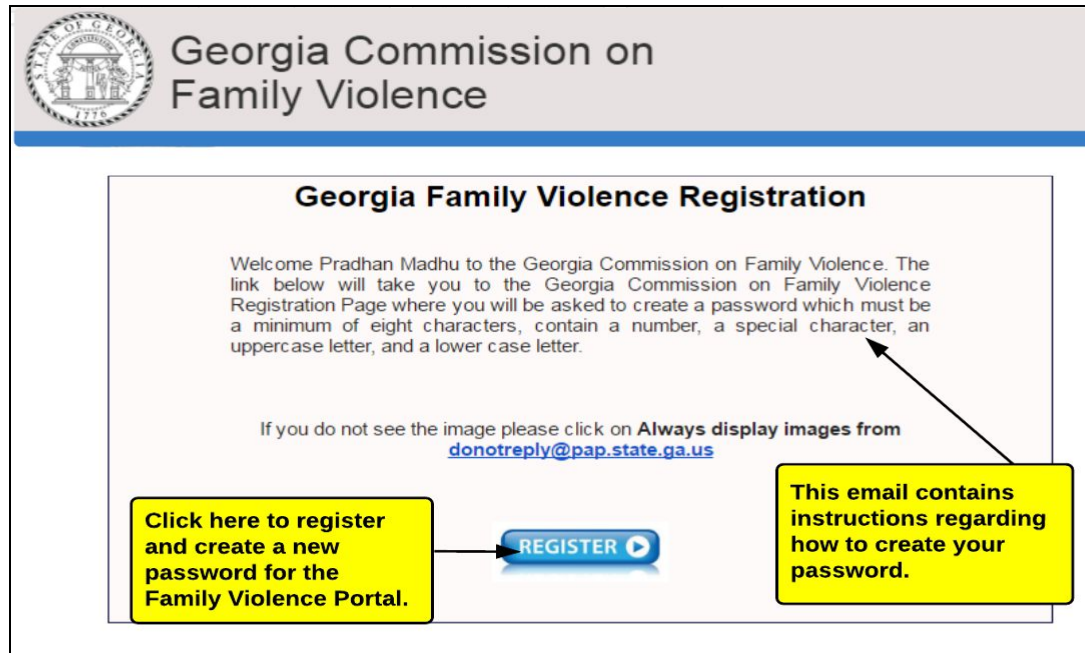 STATE OF GEORGIA
CONSTITUTION
1776
Georgia Commission on
Family Violence
Georgia Family Violence Registration
Welcome Pradhan Madhu to the Georgia Commission on Family Violence. The
link below will take you to the Georgia Commission on Family Violence
Registration Page where you will be asked to create a password which must be
a minimum of eight characters, contain a number, a special character, an
uppercase letter, and a lower case letter.
If you do not see the image please click on Always display images from
donotreply@pap.state.ga.us
Click here to register
and create a new
password for the
Family Violence Portal.
REGISTER
This email contains
instructions regarding
how to create your
password.